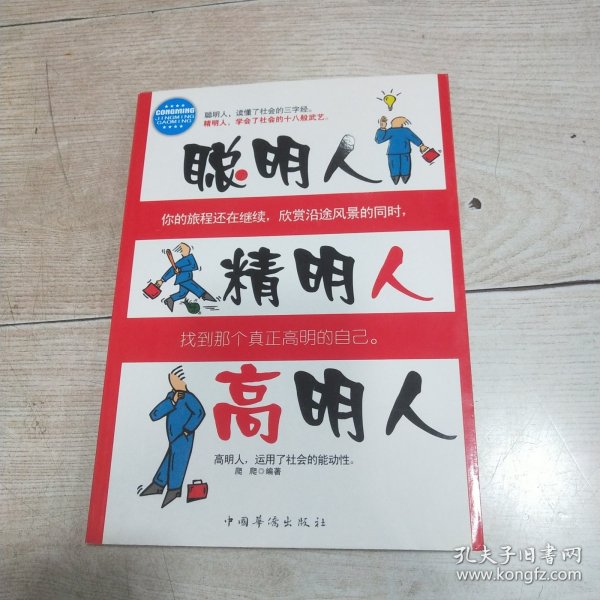 CONGMING
JINGMING
GAOMING
聪明人，读懂了社会的三字经。
精明人，学会了社会的十八般武艺。
聪明人
你的旅程还在继续，欣赏沿途风景的同时，
精明人
找到那个真正高明的自己。
高明人
高明人，运用了社会的能动性。
爬 爬◎编著
中国华侨出版社
孔夫子旧书网
www.kongfz.com